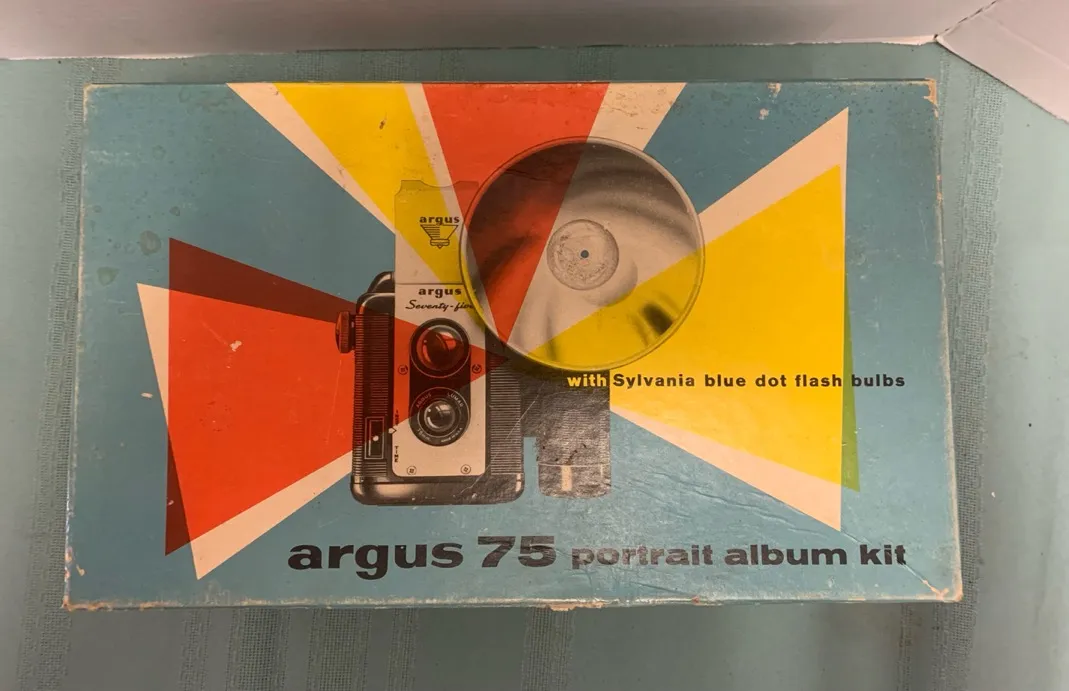 argus
argus
Seventy-five
with Sylvania blue dot flash bulbs
argus 75 portrait album kit